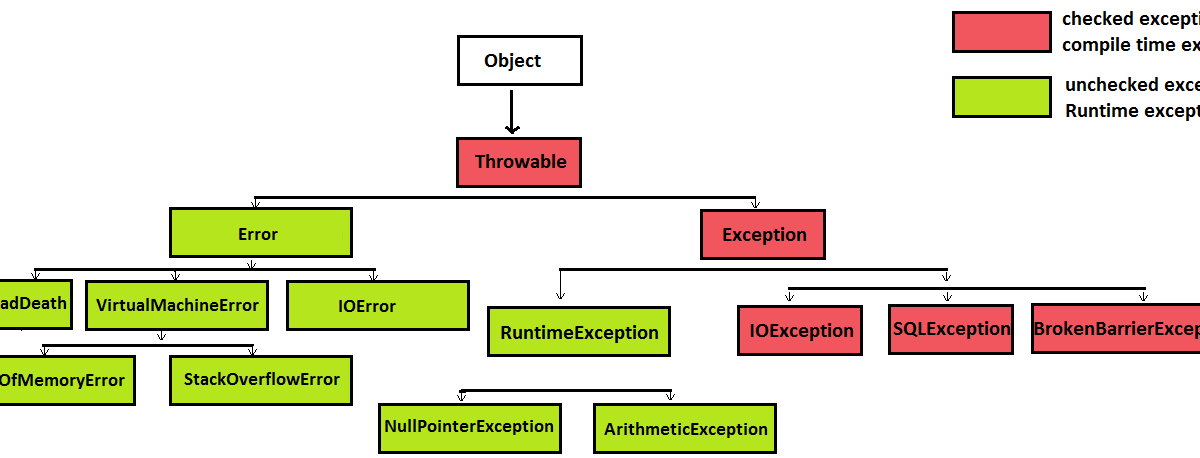 checked excepti
compile time ex
Object
unchecked exce
Runtime except
Throwable
Error
Exception
adDeath
VirtualMachineError
IOError
RuntimeException
IOException
SQLException
BrokenBarrierExcep
OfMemoryError
StackOverflowError
NullPointerException
ArithmeticException